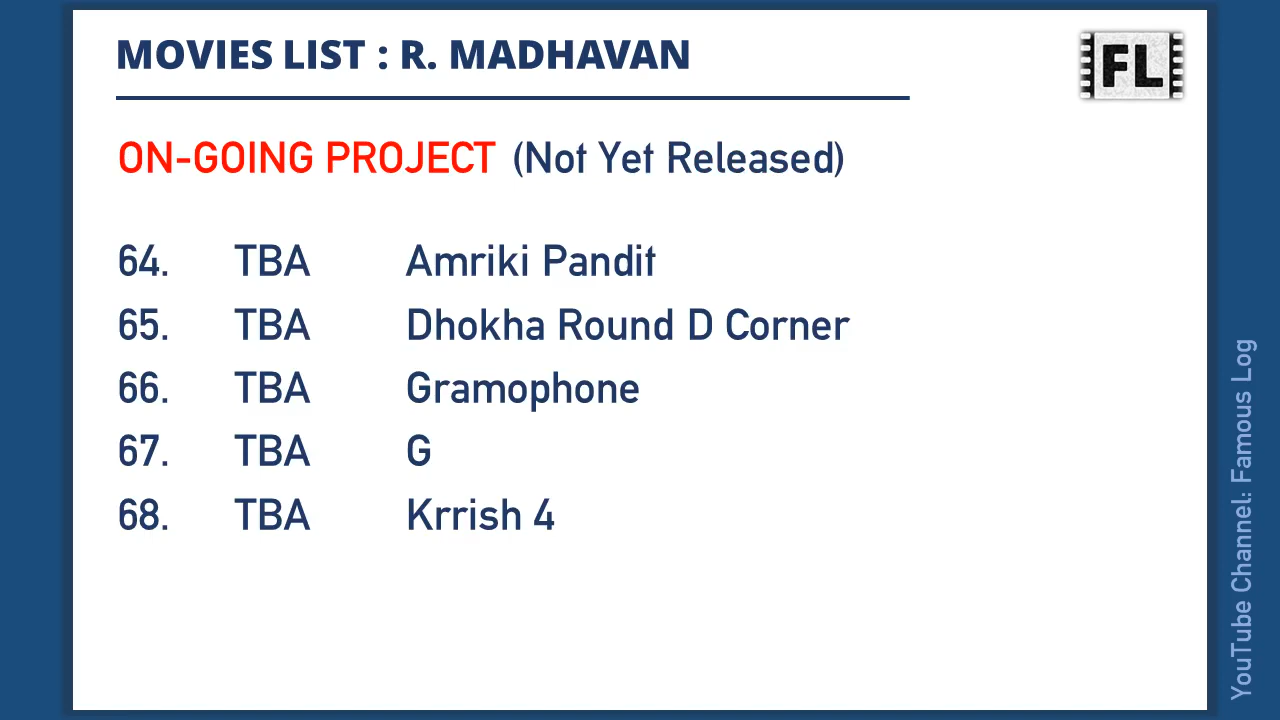 MOVIES LIST : R. MADHAVAN
FL
ON-GOING PROJECT (Not Yet Released)
64. TBA Amriki Pandit
65. TBA Dhokha Round D Corner
66. TBA Gramophone
67. TBA G
68. TBA Krrish 4
YouTube Channel: Famous Log